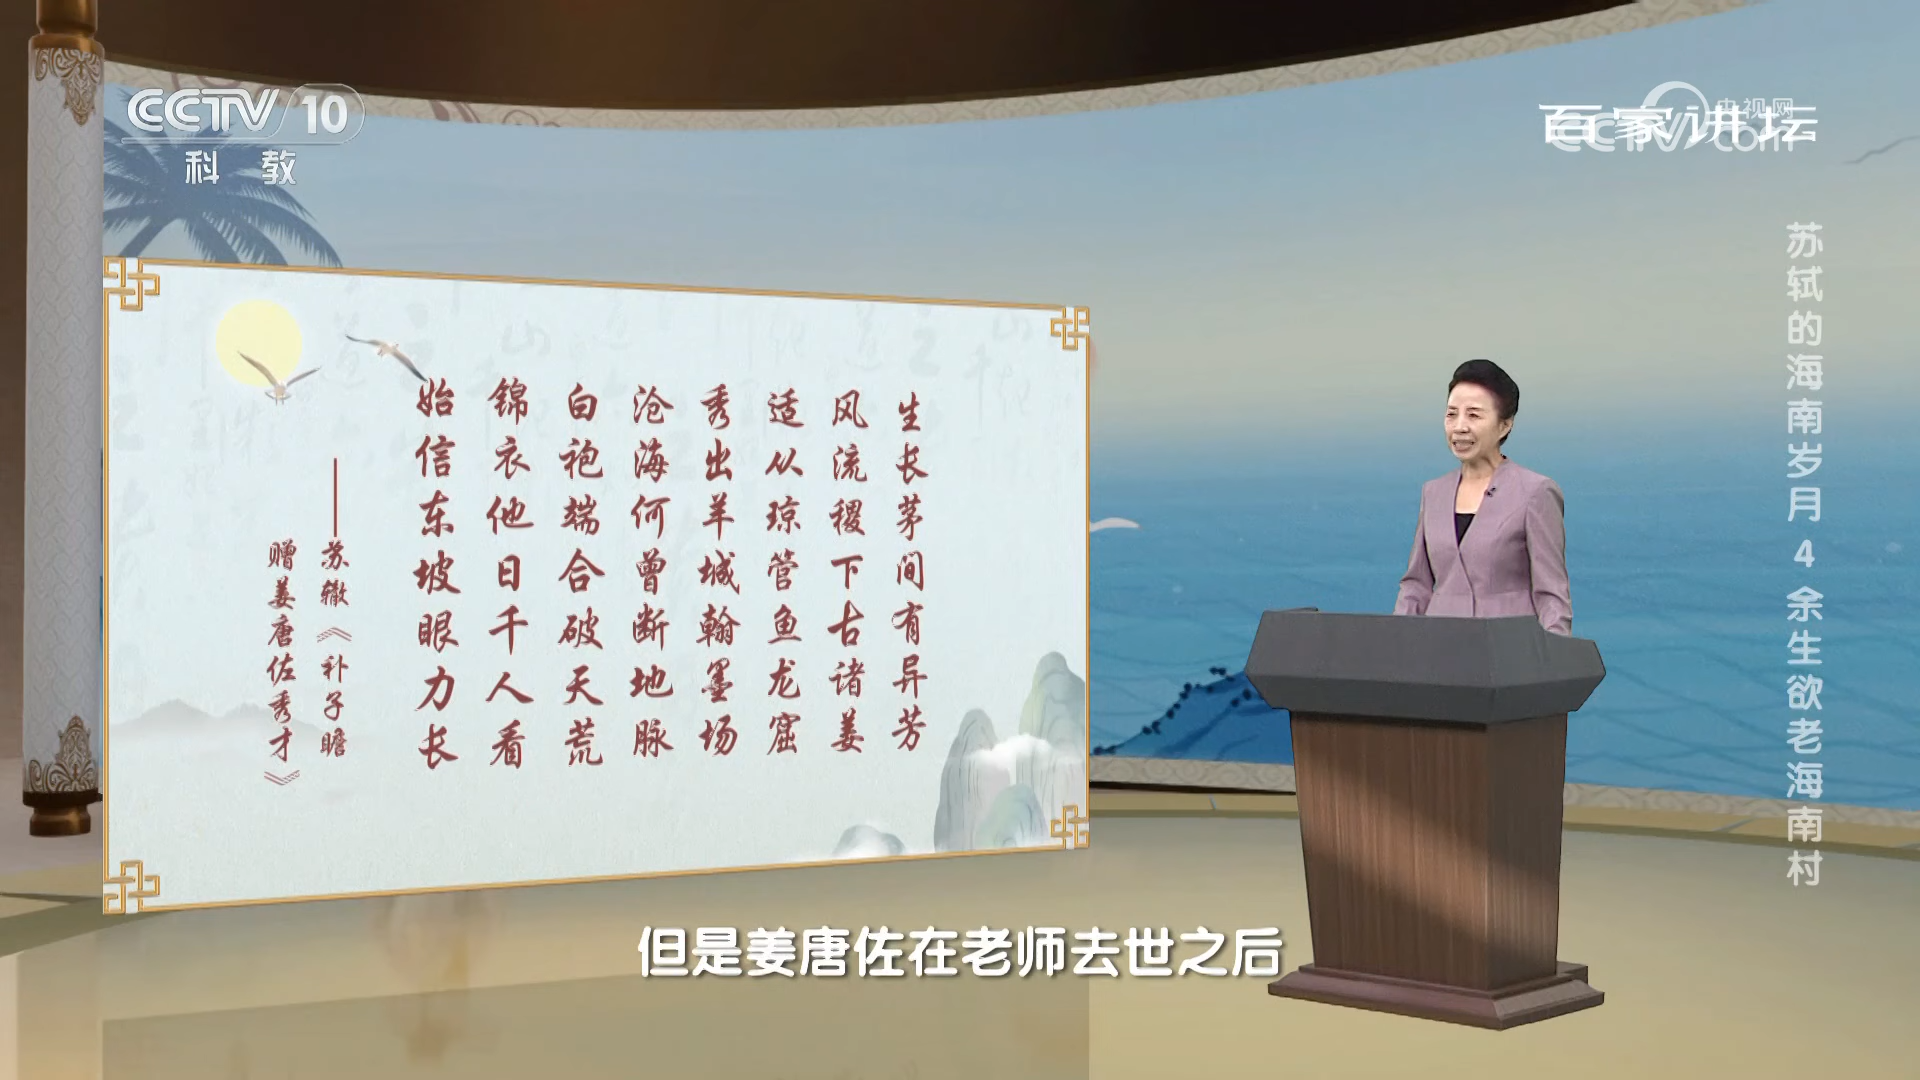 CCTV 10
科 教
百家讲坛
央视网
CCTV.com
苏轼的海南岁月 4 余生欲老海南村
生长茅间有异芳
风流稷下古诸姜
适从琼管鱼龙窟
秀出羊城翰墨场
沧海何曾断地脉
白袍端合破天荒
锦衣他日千人看
始信东坡眼力长
——苏辙《补子瞻
赠姜唐佐秀才》
但是姜唐佐在老师去世之后